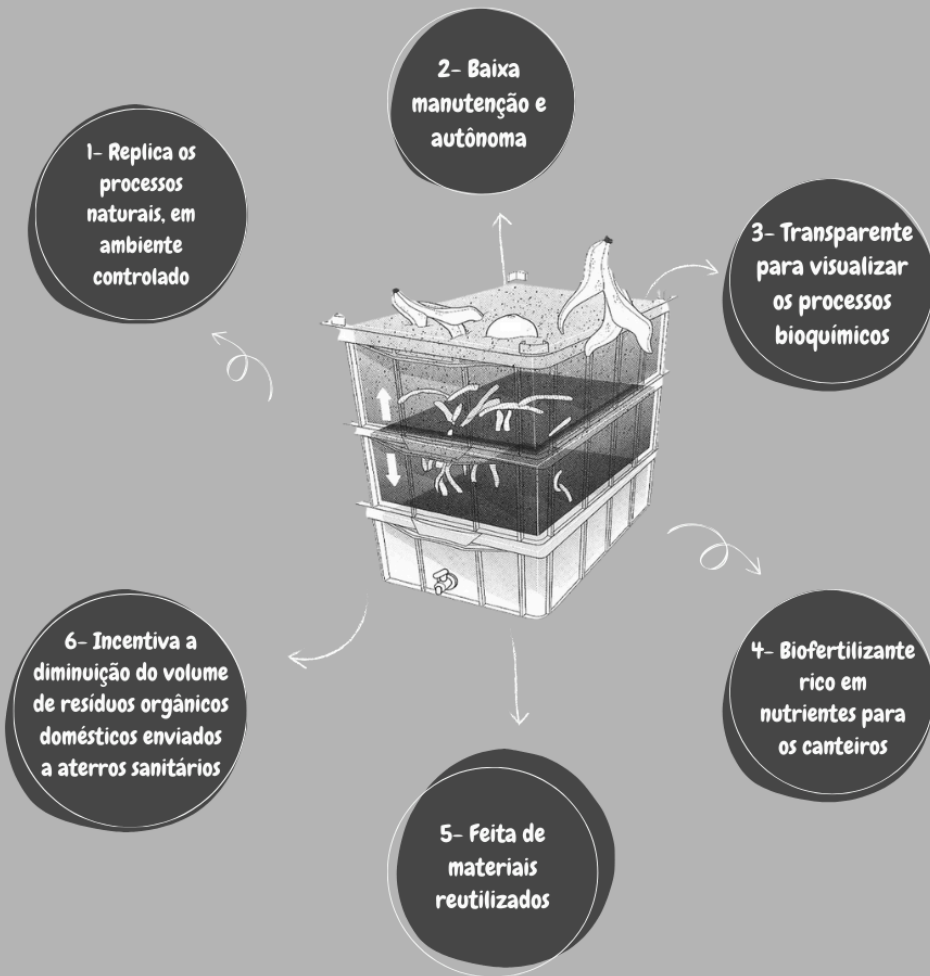 1- Replica os
processos
naturais, em
ambiente
controlado
2- Baixa
manutenção e
autônoma
3- Transparente
para visualizar
os processos
bioquímicos
4- Biofertilizante
rico em
nutrientes para
os canteiros
5- Feita de
materiais
reutilizados
6- Incentiva a
diminuição do volume
de resíduos orgânicos
domésticos enviados
a aterros sanitários